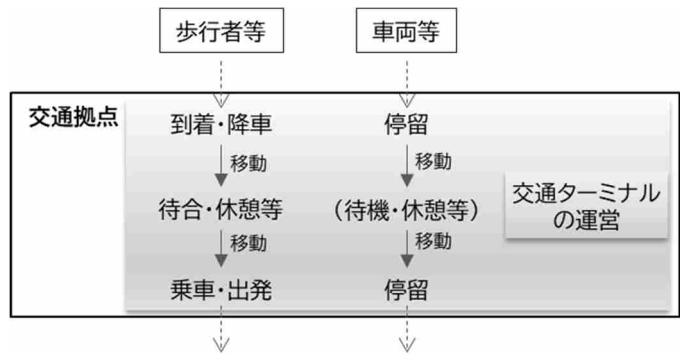 歩行者等 車両等
交通拠点
到着・降車 停留
移動 移動
待合・休憩等 (待機・休憩等)
交通ターミナル
の運営
移動 移動
乗車・出発 停留